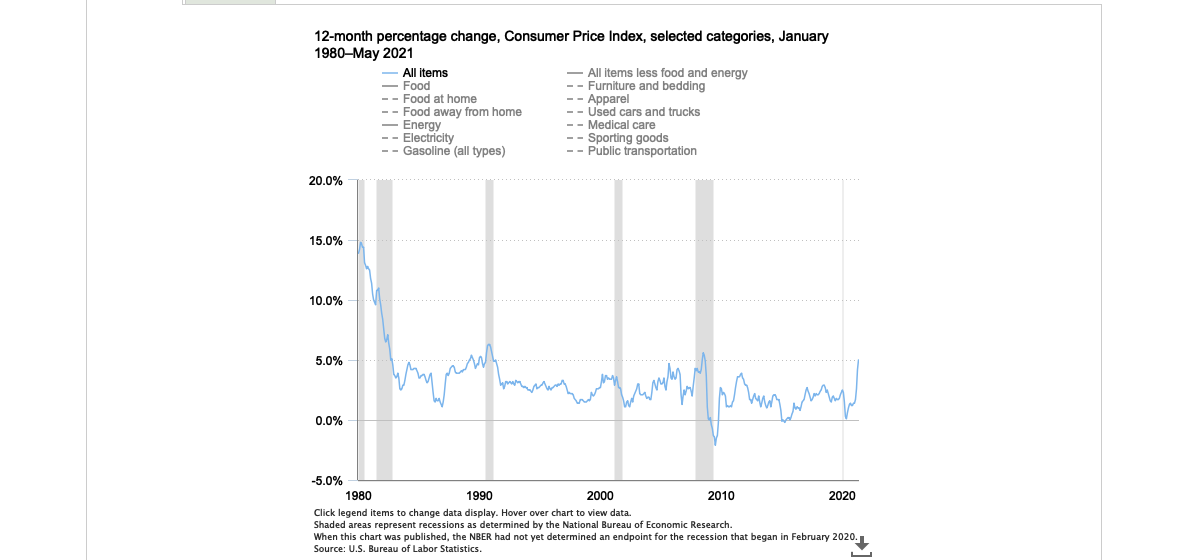 12-month percentage change, Consumer Price Index, selected categories, January
1980–May 2021
All items
Food
Food at home
Food away from home
Energy
Electricity
Gasoline (all types)
All items less food and energy
Furniture and bedding
Apparel
Used cars and trucks
Medical care
Sporting goods
Public transportation
20.0%
15.0%
10.0%
5.0%
0.0%
-5.0%
1980 1990 2000 2010 2020
Click legend items to change data display. Hover over chart to view data.
Shaded areas represent recessions as determined by the National Bureau of Economic Research.
When this chart was published, the NBER had not yet determined an endpoint for the recession that began in February 2020.
Source: U.S. Bureau of Labor Statistics.